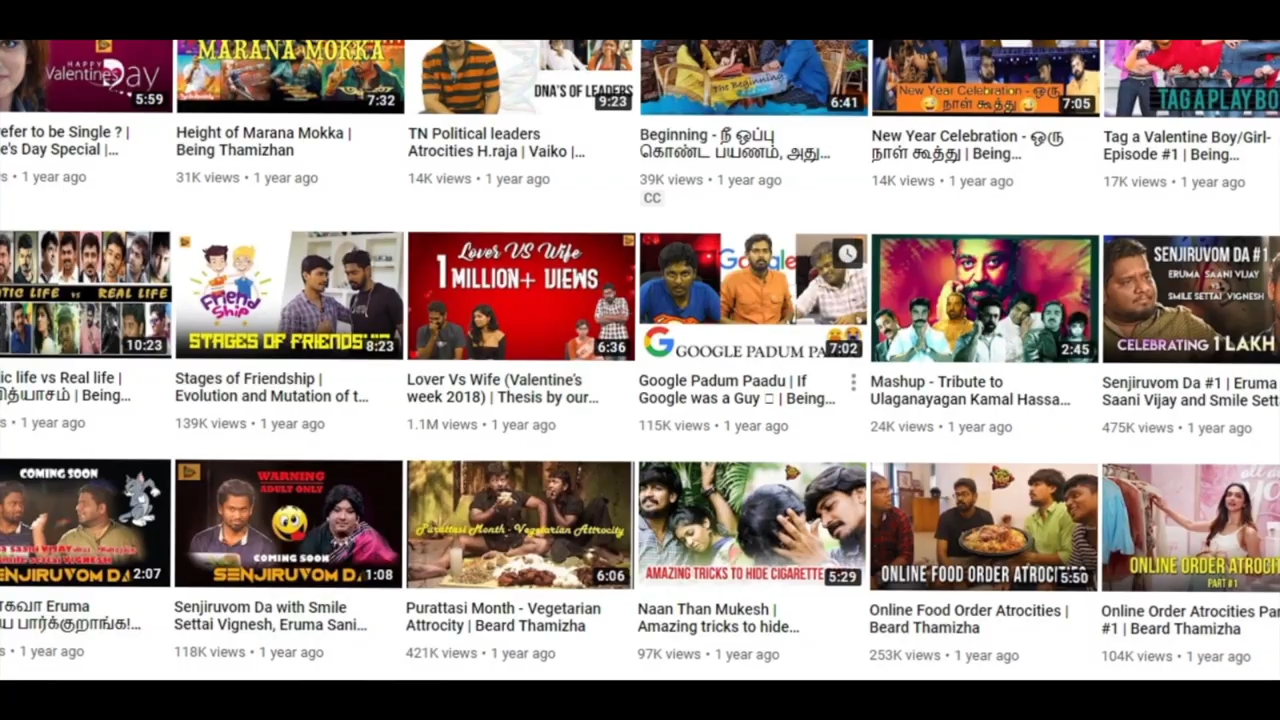 HAPPY
Valentines Day
5:59
MARANA MOKKA
7:32
DNA'S OF LEADERS
9:23
The Beginning
6:41
New Year Celebration - ஒரு
நாள் கூத்து
7:05
TAG A PLAY BO
efer to be Single ? |
e's Day Special |...
s • 1 year ago
Height of Marana Mokka |
Being Thamizhan
31K views • 1 year ago
TN Political leaders
Atrocities H.raja | Vaiko |...
14K views • 1 year ago
Beginning - நீ ஒப்பு
கொண்ட பயணம், அது...
39K views • 1 year ago
CC
New Year Celebration - ஒரு
நாள் கூத்து | Being...
14K views • 1 year ago
Tag a Valentine Boy/Girl-
Episode #1 | Being...
17K views • 1 year ago
TIC LIFE vs REAL LIFE
10:23
Friend
Ship
STAGES OF FRIENDS
8:23
Lover VS Wife
1 MILLION+ VIEWS
6:36
Google
GOOGLE PADUM PA
7:02
2:45
SENJIRUVOM DA #1
ERUMA SAANI VIJAY
VS
SMILE SETTAI VIGNESH
CELEBRATING 1 LAKH
ic life vs Real life |
வித்யாசம் | Being...
s • 1 year ago
Stages of Friendship |
Evolution and Mutation of t...
139K views • 1 year ago
Lover Vs Wife (Valentine's
week 2018) | Thesis by our...
1.1M views • 1 year ago
Google Padum Paadu | If
Google was a Guy | Being...
115K views • 1 year ago
Mashup - Tribute to
Ulaganayagan Kamal Hassa...
24K views • 1 year ago
Senjiruvom Da #1 | Eruma
Saani Vijay and Smile Sett
475K views • 1 year ago
COMING SOON
ENJIRUVOM DA
2:07
WARNING
ADULT ONLY
COMING SOON
SENJIRUVOM DA
1:08
Purattasi Month - Vegetarian Attrocity
6:06
AMAZING TRICKS TO HIDE CIGARETTE
5:29
ONLINE FOOD ORDER ATROCITIES
5:50
ONLINE ORDER ATROCH
PART #1
ாகவா Eruma
ய பார்க்குறாங்க!...
s • 1 year ago
Senjiruvom Da with Smile
Settai Vignesh, Eruma Sani...
118K views • 1 year ago
Purattasi Month - Vegetarian
Attrocity | Beard Thamizha
421K views • 1 year ago
Naan Than Mukesh |
Amazing tricks to hide...
97K views • 1 year ago
Online Food Order Atrocities |
Beard Thamizha
253K views • 1 year ago
Online Order Atrocities Par
#1 | Beard Thamizha
104K views • 1 year ago